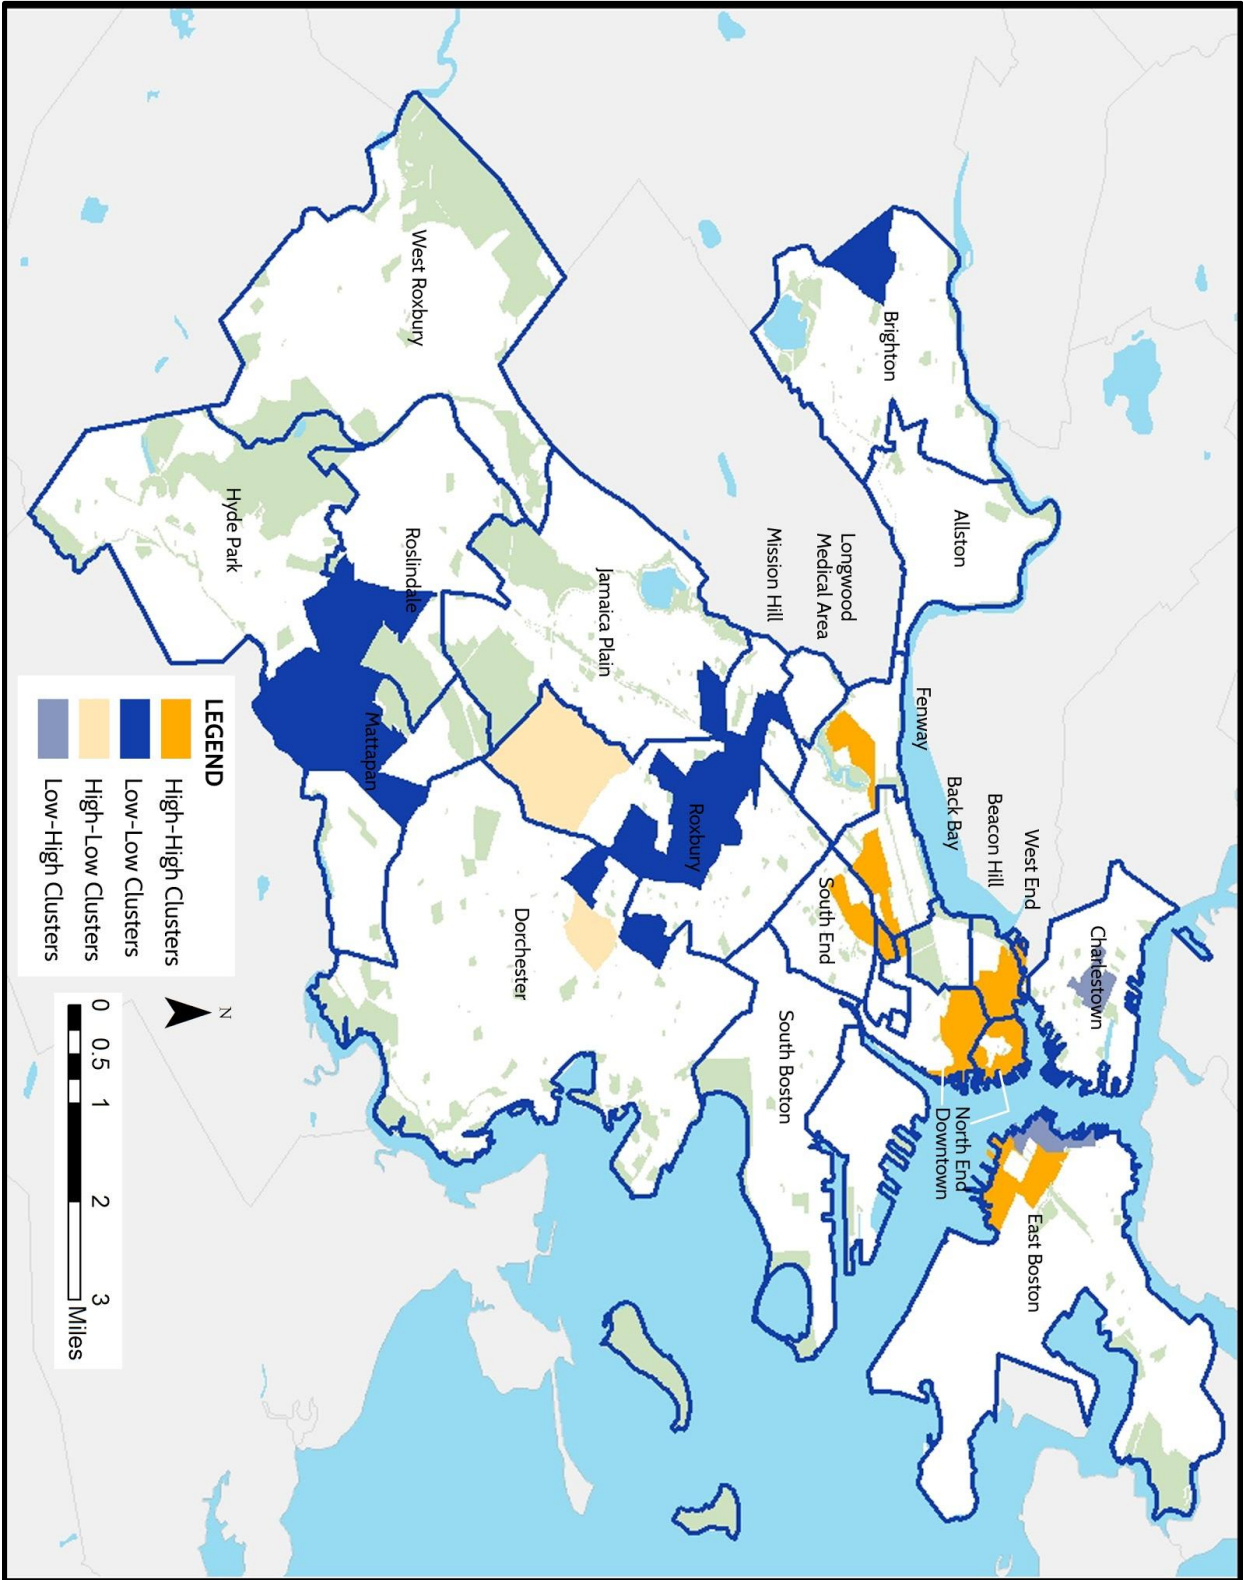 Charlestown
West End
Beacon Hill
Back Bay
Fenway
Allston
Brighton
Longwood
Medical Area
Mission Hill
North End
Downtown
East Boston
South End
South Boston
Roxbury
Jamaica Plain
Dorchester
West Roxbury
Roslindale
Mattapan
Hyde Park
LEGEND
High-High Clusters
Low-Low Clusters
High-Low Clusters
Low-High Clusters
N
0 0.5 1 2 3
Miles